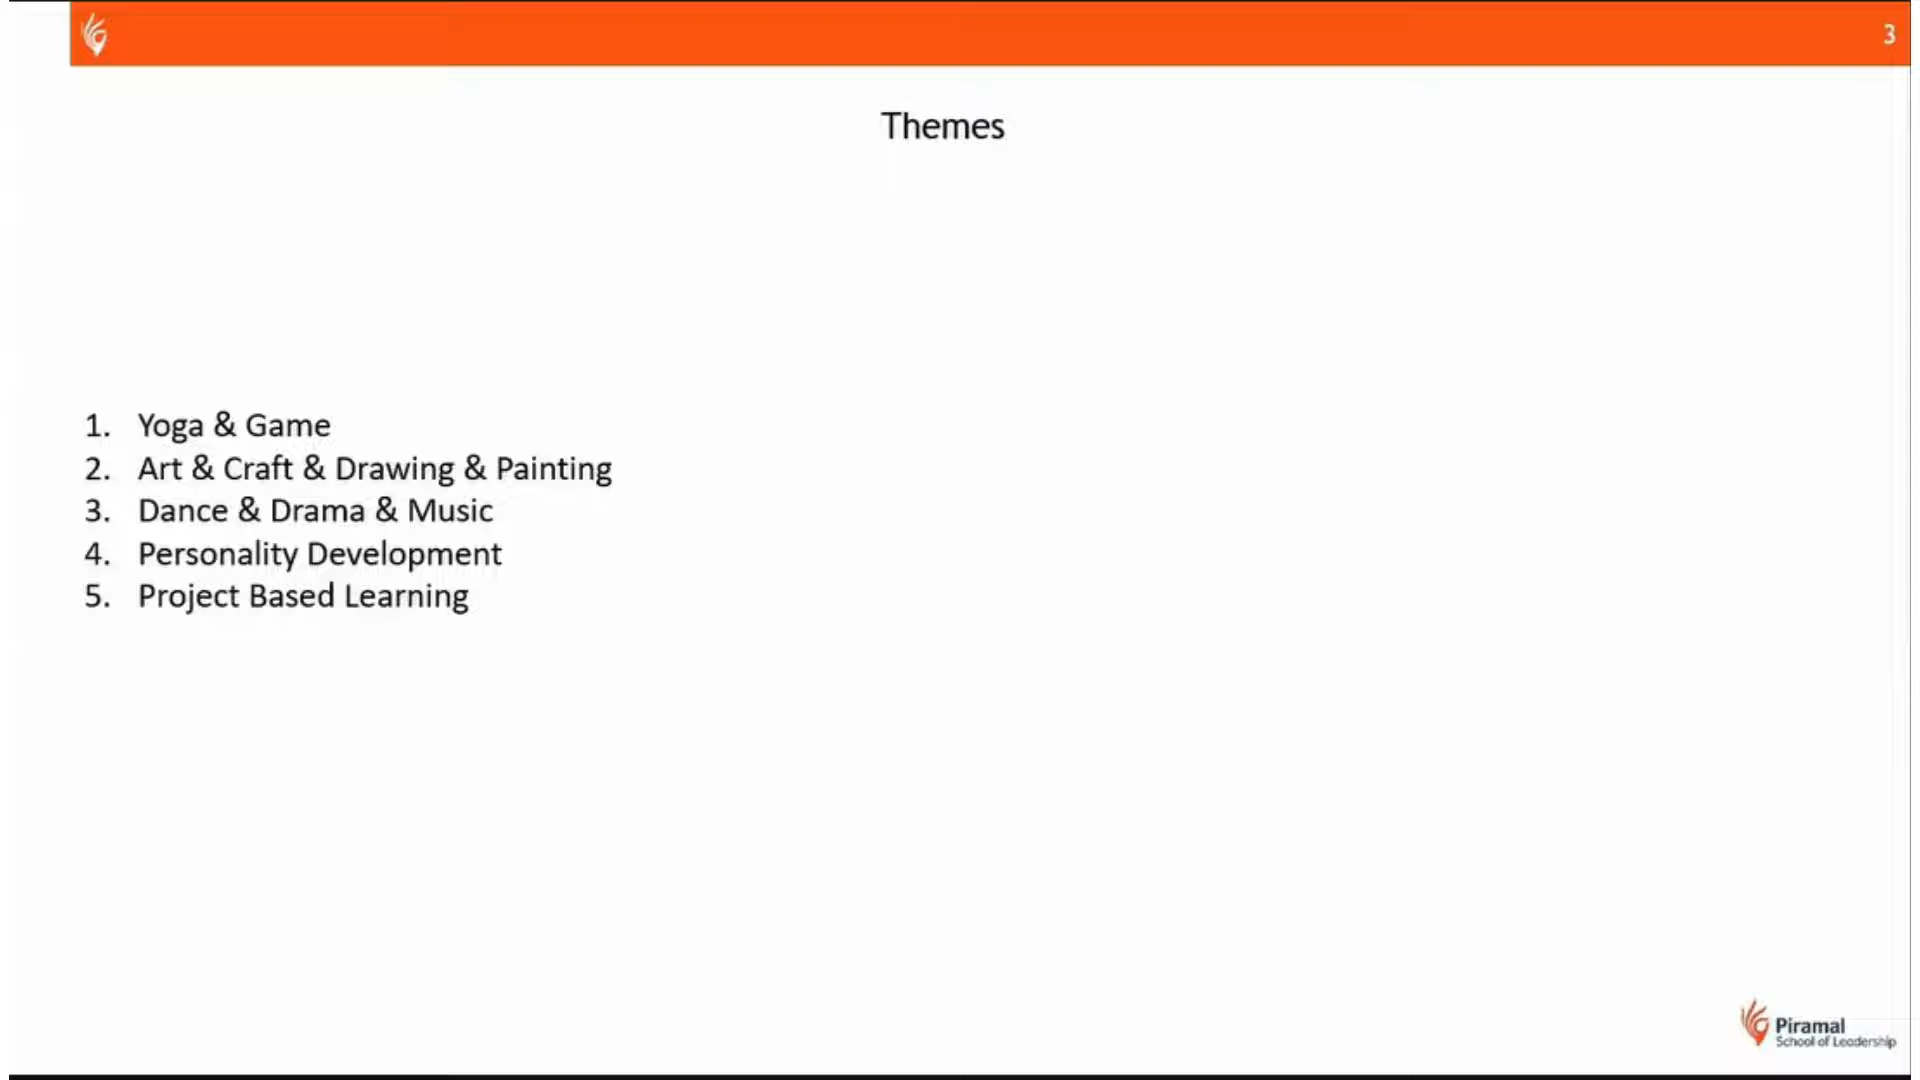 3
Themes
1. Yoga & Game
2. Art & Craft & Drawing & Painting
3. Dance & Drama & Music
4. Personality Development
5. Project Based Learning
Piramal
School of Leadership